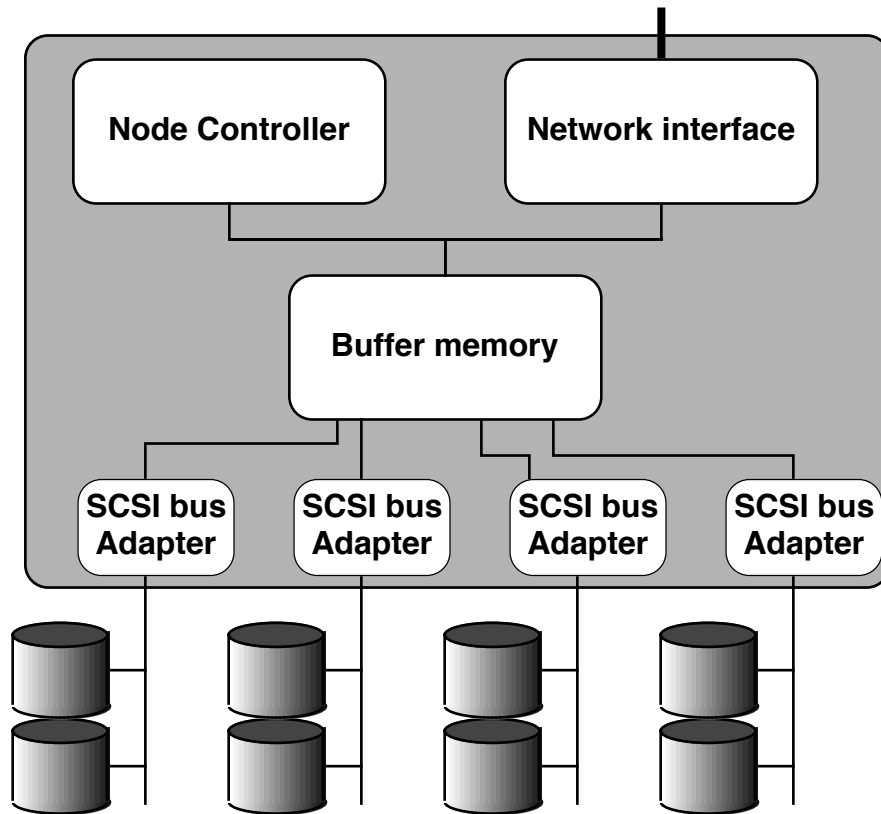 Node Controller
Network interface
Buffer memory
SCSI bus
Adapter
SCSI bus
Adapter
SCSI bus
Adapter
SCSI bus
Adapter